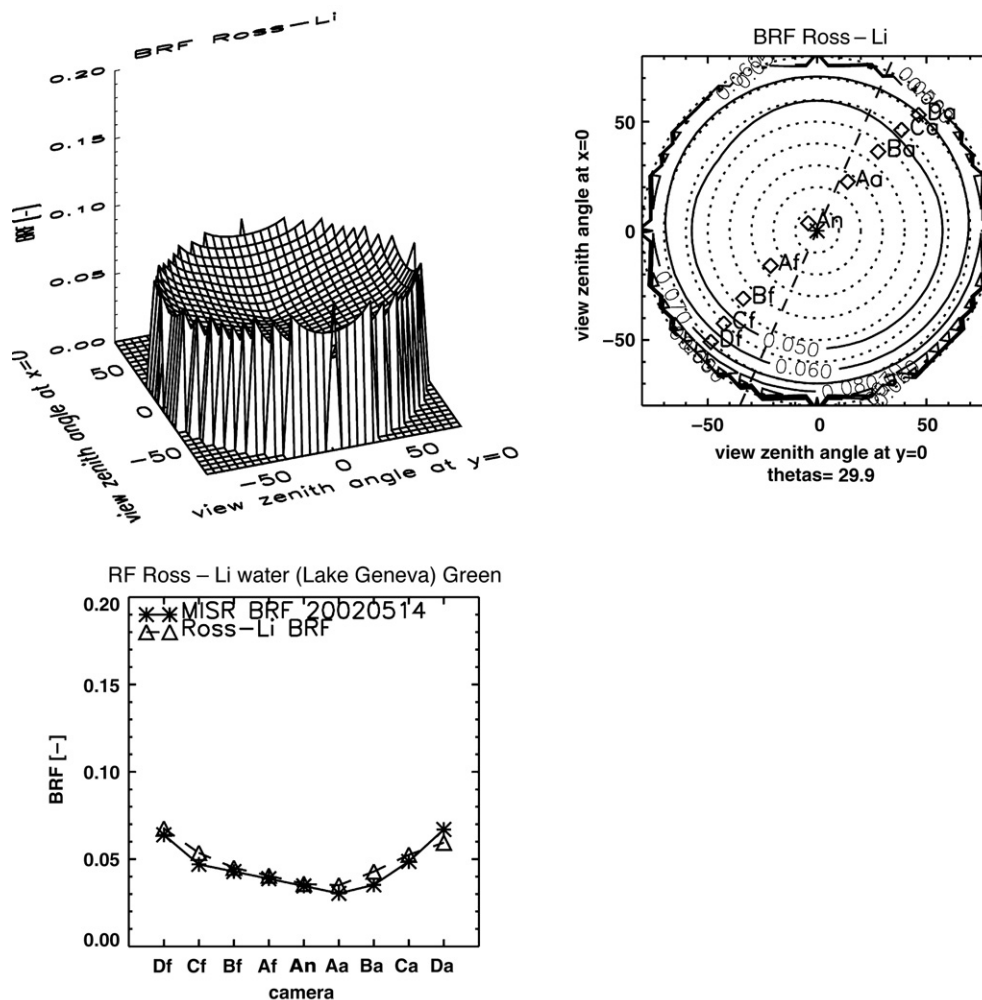 BRF Ross–Li
0.20
0.15
0.10
0.05
0.00
BRF [–]
50
0
−50
view zenith angle at x=0
−50
0
50
view zenith angle at y=0
BRF Ross – Li
50
0
−50
view zenith angle at x=0
Da
Ca
Ba
Aa
An
Af
Bf
Cf
Df
0.050
0.060
0.070
0.080
−50
0
50
view zenith angle at y=0
thetas= 29.9
RF Ross – Li water (Lake Geneva) Green
MISR BRF 20020514
Ross–Li BRF
0.20
0.15
0.10
0.05
0.00
BRF [–]
Df Cf Bf Af An Aa Ba Ca Da
camera